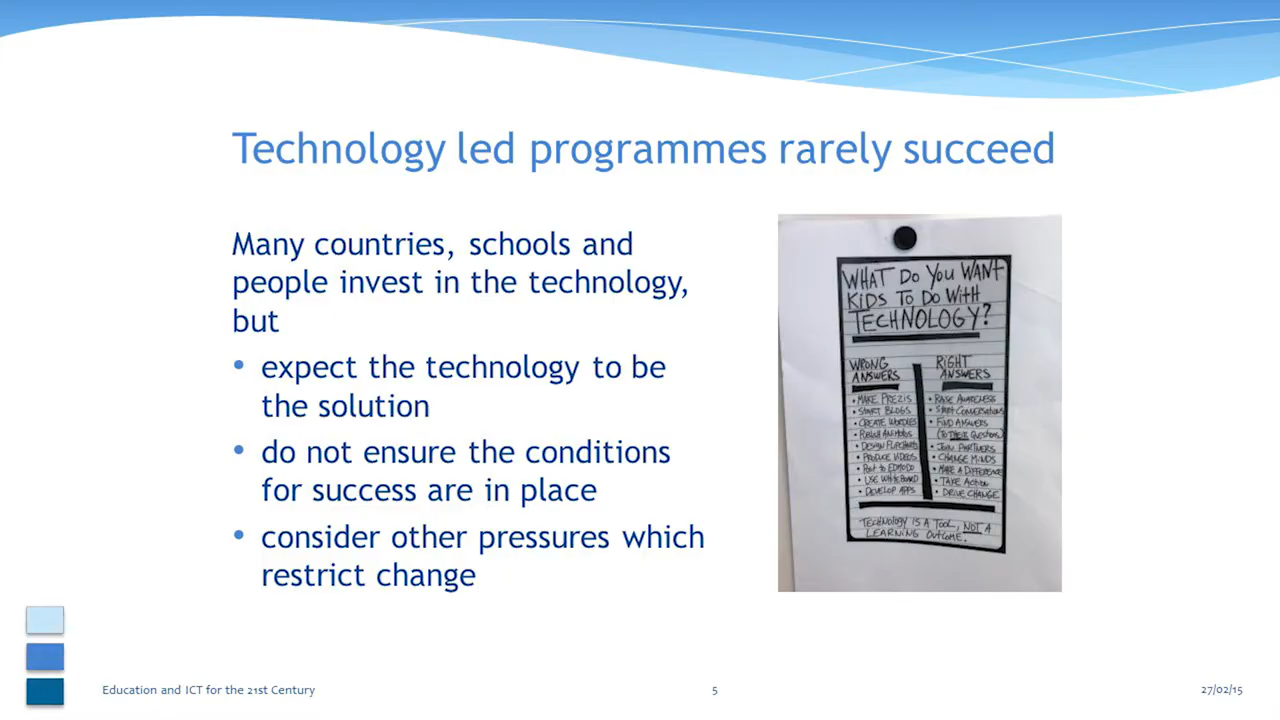 Technology led programmes rarely succeed
Many countries, schools and
people invest in the technology,
but
• expect the technology to be
the solution
• do not ensure the conditions
for success are in place
• consider other pressures which
restrict change
WHAT DO YOU WANT
KIDS TO DO WITH
TECHNOLOGY?
WRONG
ANSWERS
• MAKE PREZIS
• START BLOGS
• CREATE WORDLES
• PUBLISH ANIMOTOS
• DESIGN FLIPCHARTS
• PRODUCE VIDEOS
• POST TO EDMODO
• USE WHITEBOARD
• DEVELOP APPS
RIGHT
ANSWERS
• RAISE AWARENESS
• START CONVERSATIONS
• FIND ANSWERS
(TO THEIR QUESTIONS)
• JOIN PARTNERS
• CHANGE MINDS
• MAKE A DIFFERENCE
• TAKE ACTION
• DRIVE CHANGE
TECHNOLOGY IS A TOOL, NOT A
LEARNING OUTCOME.
Education and ICT for the 21st Century
5
27/02/15